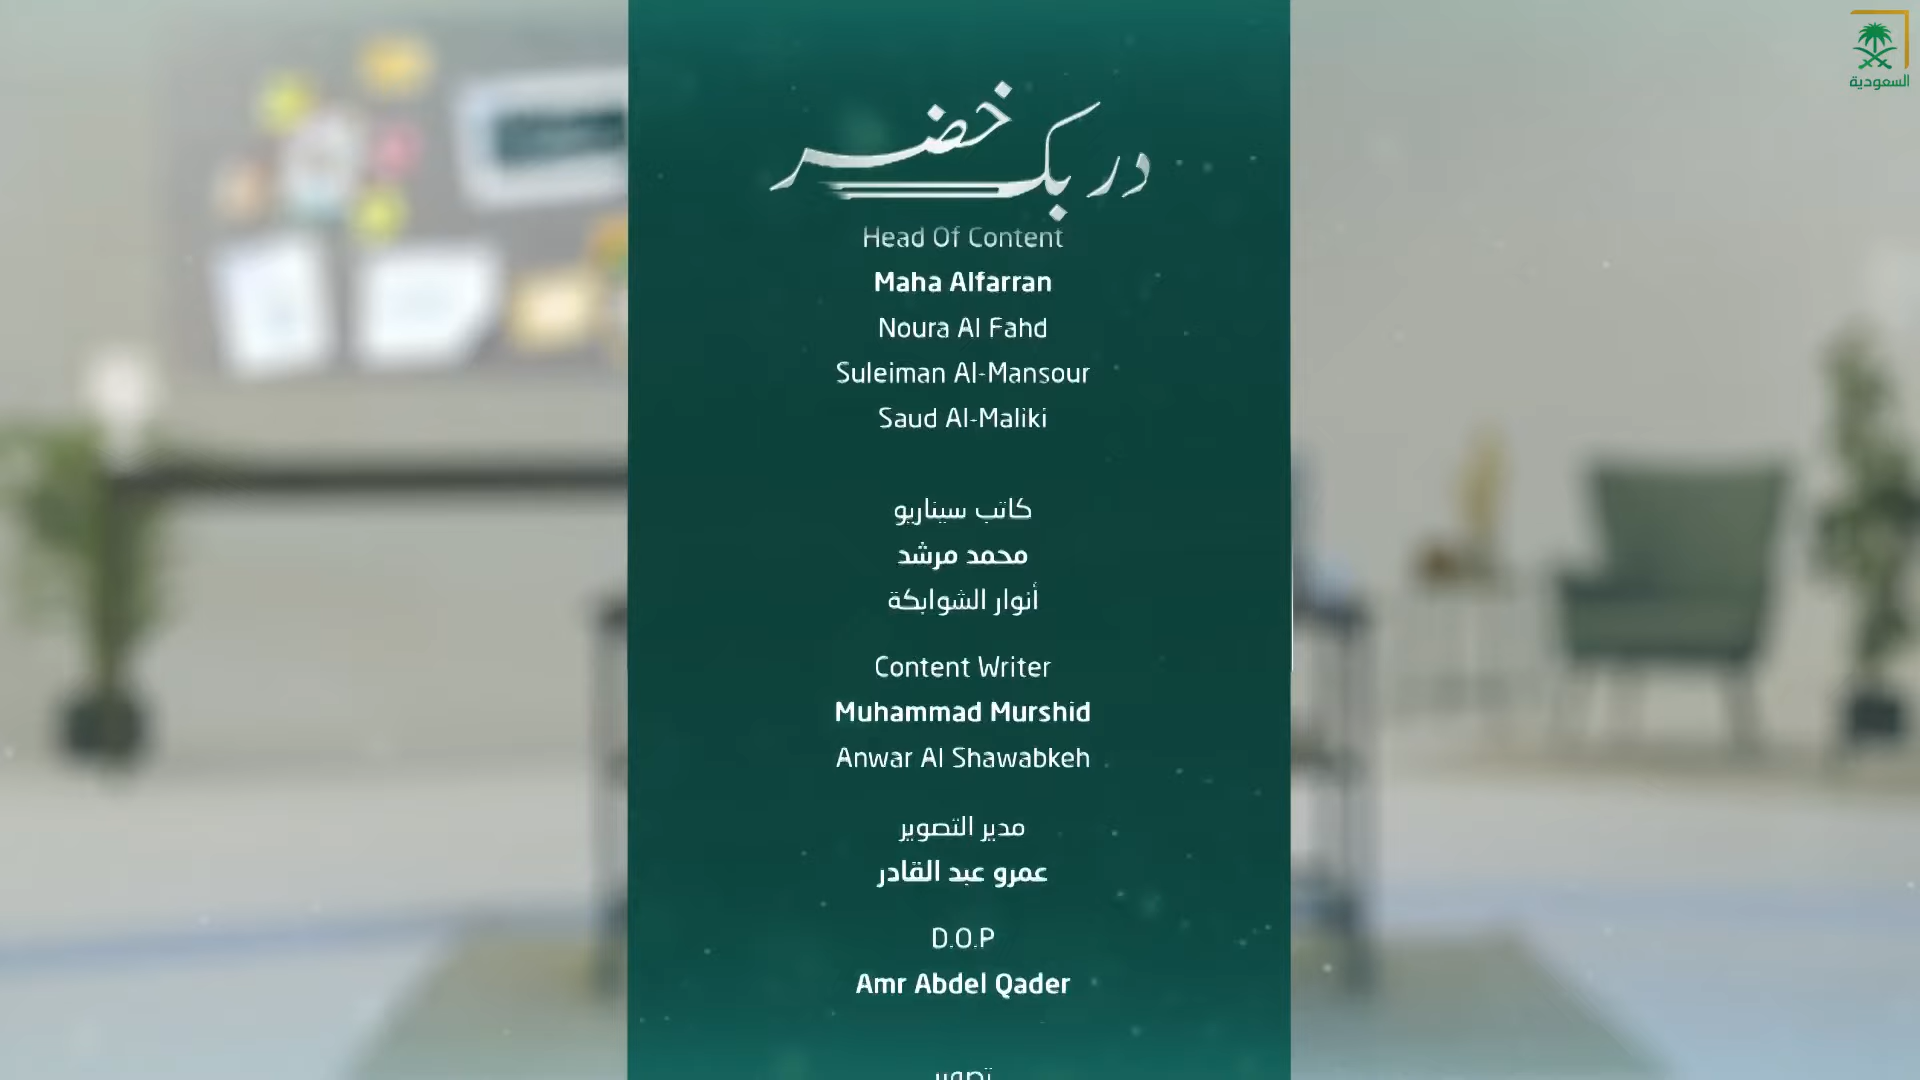 السعودية
دربك خضر
Head Of Content
Maha Alfarran
Noura Al Fahd
Suleiman Al-Mansour
Saud Al-Maliki
كاتب سيناريو
محمد مرشد
أنوار الشوابكة
Content Writer
Muhammad Murshid
Anwar Al Shawabkeh
مدير التصوير
عمرو عبد القادر
D.O.P
Amr Abdel Qader
تصوير